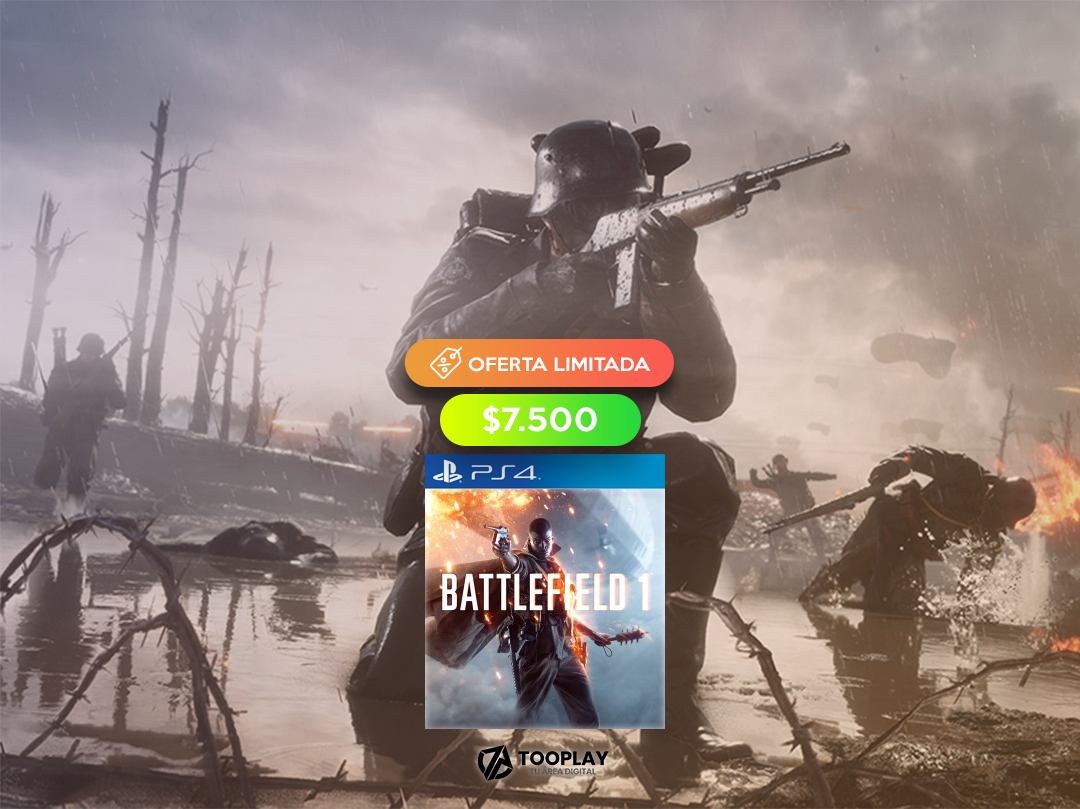 OFERTA LIMITADA
$7.500
PS4
BATTLEFIELD 1
TOOPLAY
TU ÁREA DIGITAL